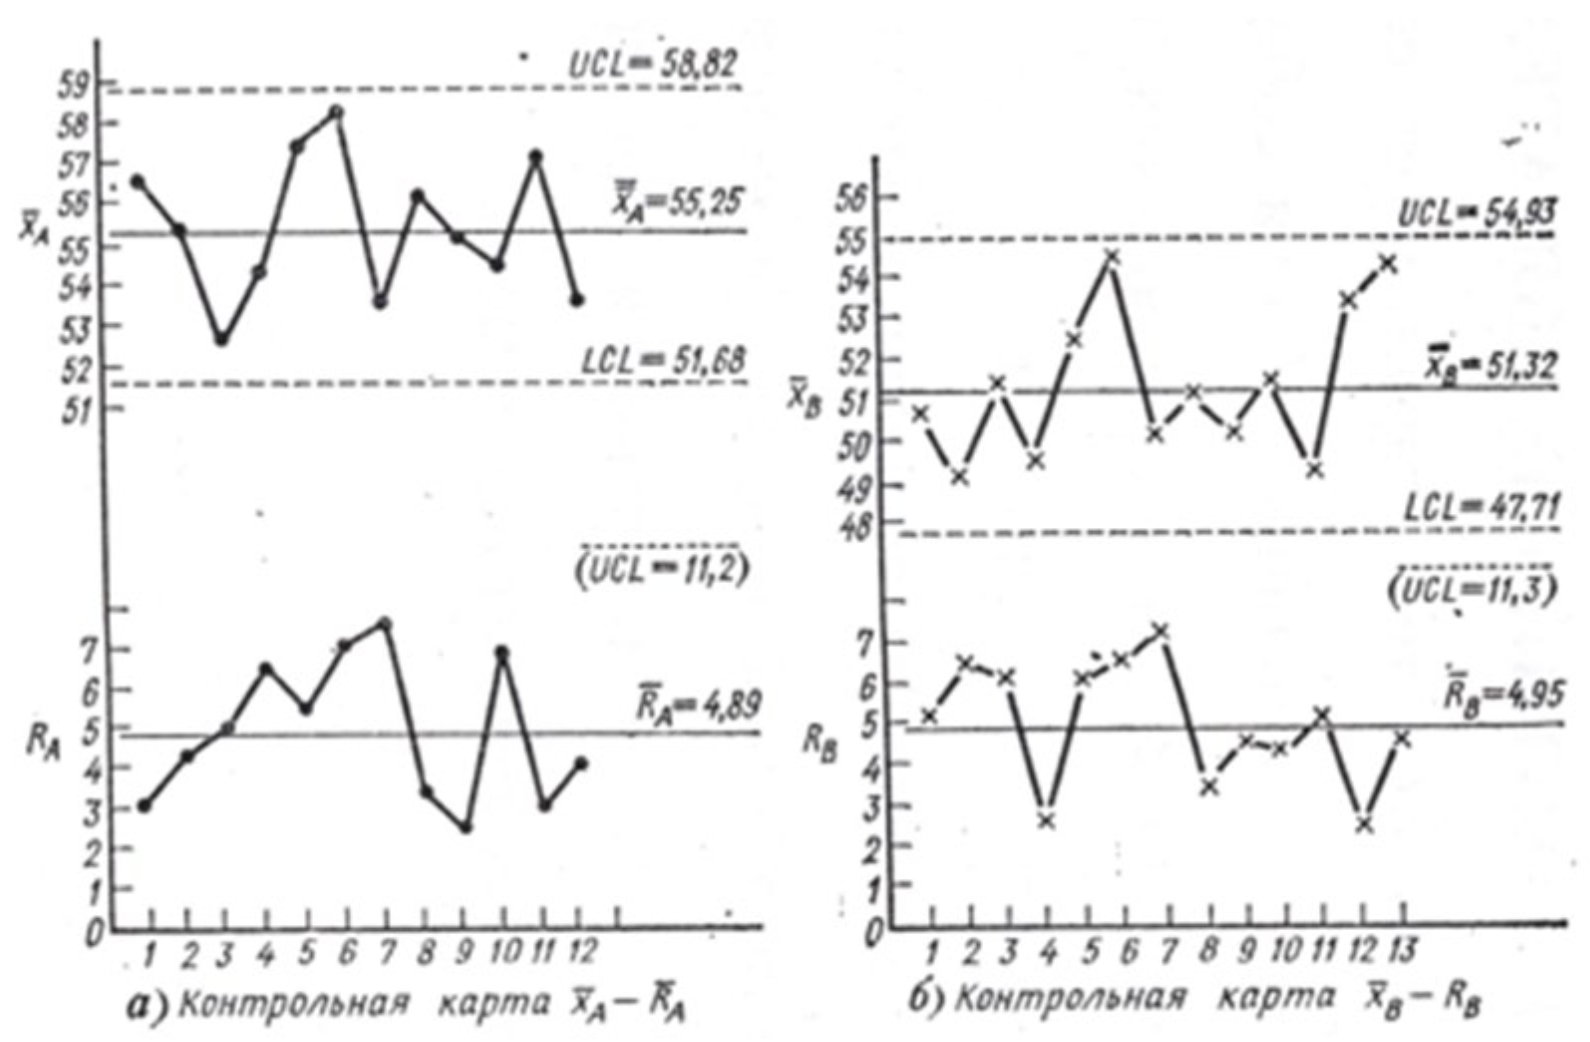 UCL = 58,82
59
58
57
56
55
54
53
52
51
x̄A
x̿A = 55,25
LCL = 51,68
(UCL = 11,2)
7
6
5
4
3
2
1
0
RA
R̄A = 4,89
1 2 3 4 5 6 7 8 9 10 11 12
а) Контрольная карта x̄A – R̄A
56
55
54
53
52
51
50
49
48
x̄B
UCL = 54,93
x̿B = 51,32
LCL = 47,71
(UCL = 11,3)
7
6
5
4
3
2
1
0
RB
R̄B = 4,95
1 2 3 4 5 6 7 8 9 10 11 12 13
б) Контрольная карта x̄B – RB